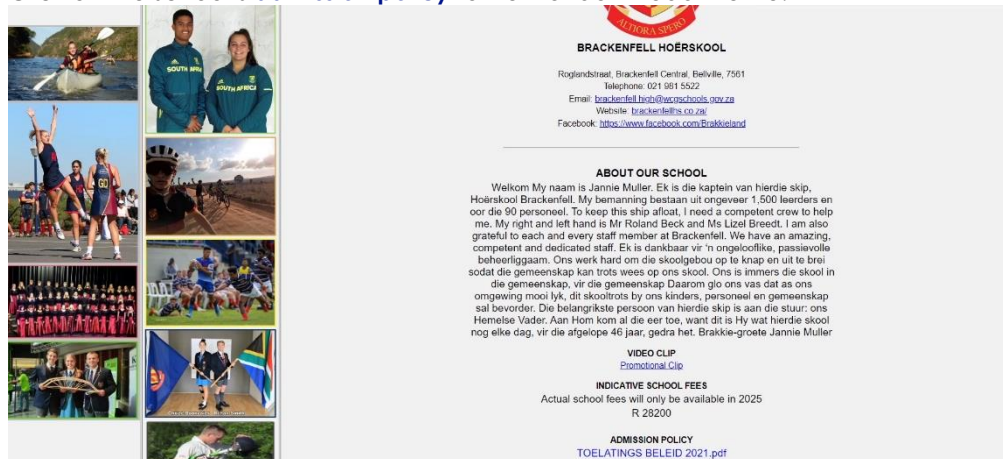 ALTIORA SPERO
BRACKENFELL HOËRSKOOL
Roglandstraat, Brackenfell Central, Bellville, 7561
Telephone: 021 981 5522
Email: brackenfell.high@wcgschools.gov.za
Website: brackenfellhs.co.za/
Facebook: https://www.facebook.com/Brakkieland
ABOUT OUR SCHOOL
Welkom My naam is Jannie Muller. Ek is die kaptein van hierdie skip,
Hoërskool Brackenfell. My bemanning bestaan uit ongeveer 1,500 leerders en
oor die 90 personeel. To keep this ship afloat, I need a competent crew to help
me. My right and left hand is Mr Roland Beck and Ms Lizel Breedt. I am also
grateful to each and every staff member at Brackenfell. We have an amazing,
competent and dedicated staff. Ek is dankbaar vir 'n ongelooflike, passievolle
beheerliggaam. Ons werk hard om die skoolgebou op te knap en uit te brei
sodat die gemeenskap kan trots wees op ons skool. Ons is immers die skool in
die gemeenskap, vir die gemeenskap Daarom glo ons vas dat as ons
omgewing mooi lyk, dit skooltrots by ons kinders, personeel en gemeenskap
sal bevorder. Die belangrikste persoon van hierdie skip is aan die stuur: ons
Hemelse Vader. Aan Hom kom al die eer toe, want dit is Hy wat hierdie skool
nog elke dag, vir die afgelope 46 jaar, gedra het. Brakkie-groete Jannie Muller
VIDEO CLIP
Promotional Clip
INDICATIVE SCHOOL FEES
Actual school fees will only be available in 2025
R 28200
ADMISSION POLICY
TOELATINGS BELEID 2021.pdf
SOUTH AFRICA
SOUTH AFRICA
GD